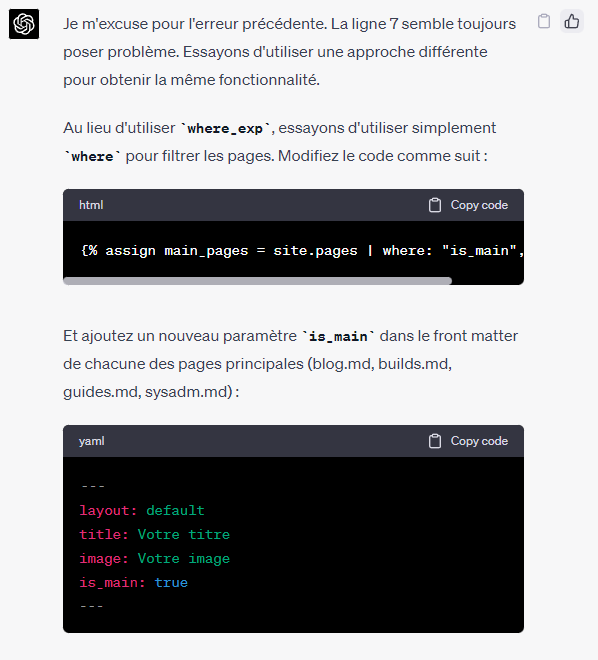 Je m'excuse pour l'erreur précédente. La ligne 7 semble toujours
poser problème. Essayons d'utiliser une approche différente
pour obtenir la même fonctionnalité.
Au lieu d'utiliser `where_exp`, essayons d'utiliser simplement
`where` pour filtrer les pages. Modifiez le code comme suit :
html
Copy code
{% assign main_pages = site.pages | where: "is_main",
Et ajoutez un nouveau paramètre `is_main` dans le front matter
de chacune des pages principales (blog.md, builds.md,
guides.md, sysadm.md) :
yaml
Copy code
---
layout: default
title: Votre titre
image: Votre image
is_main: true
---